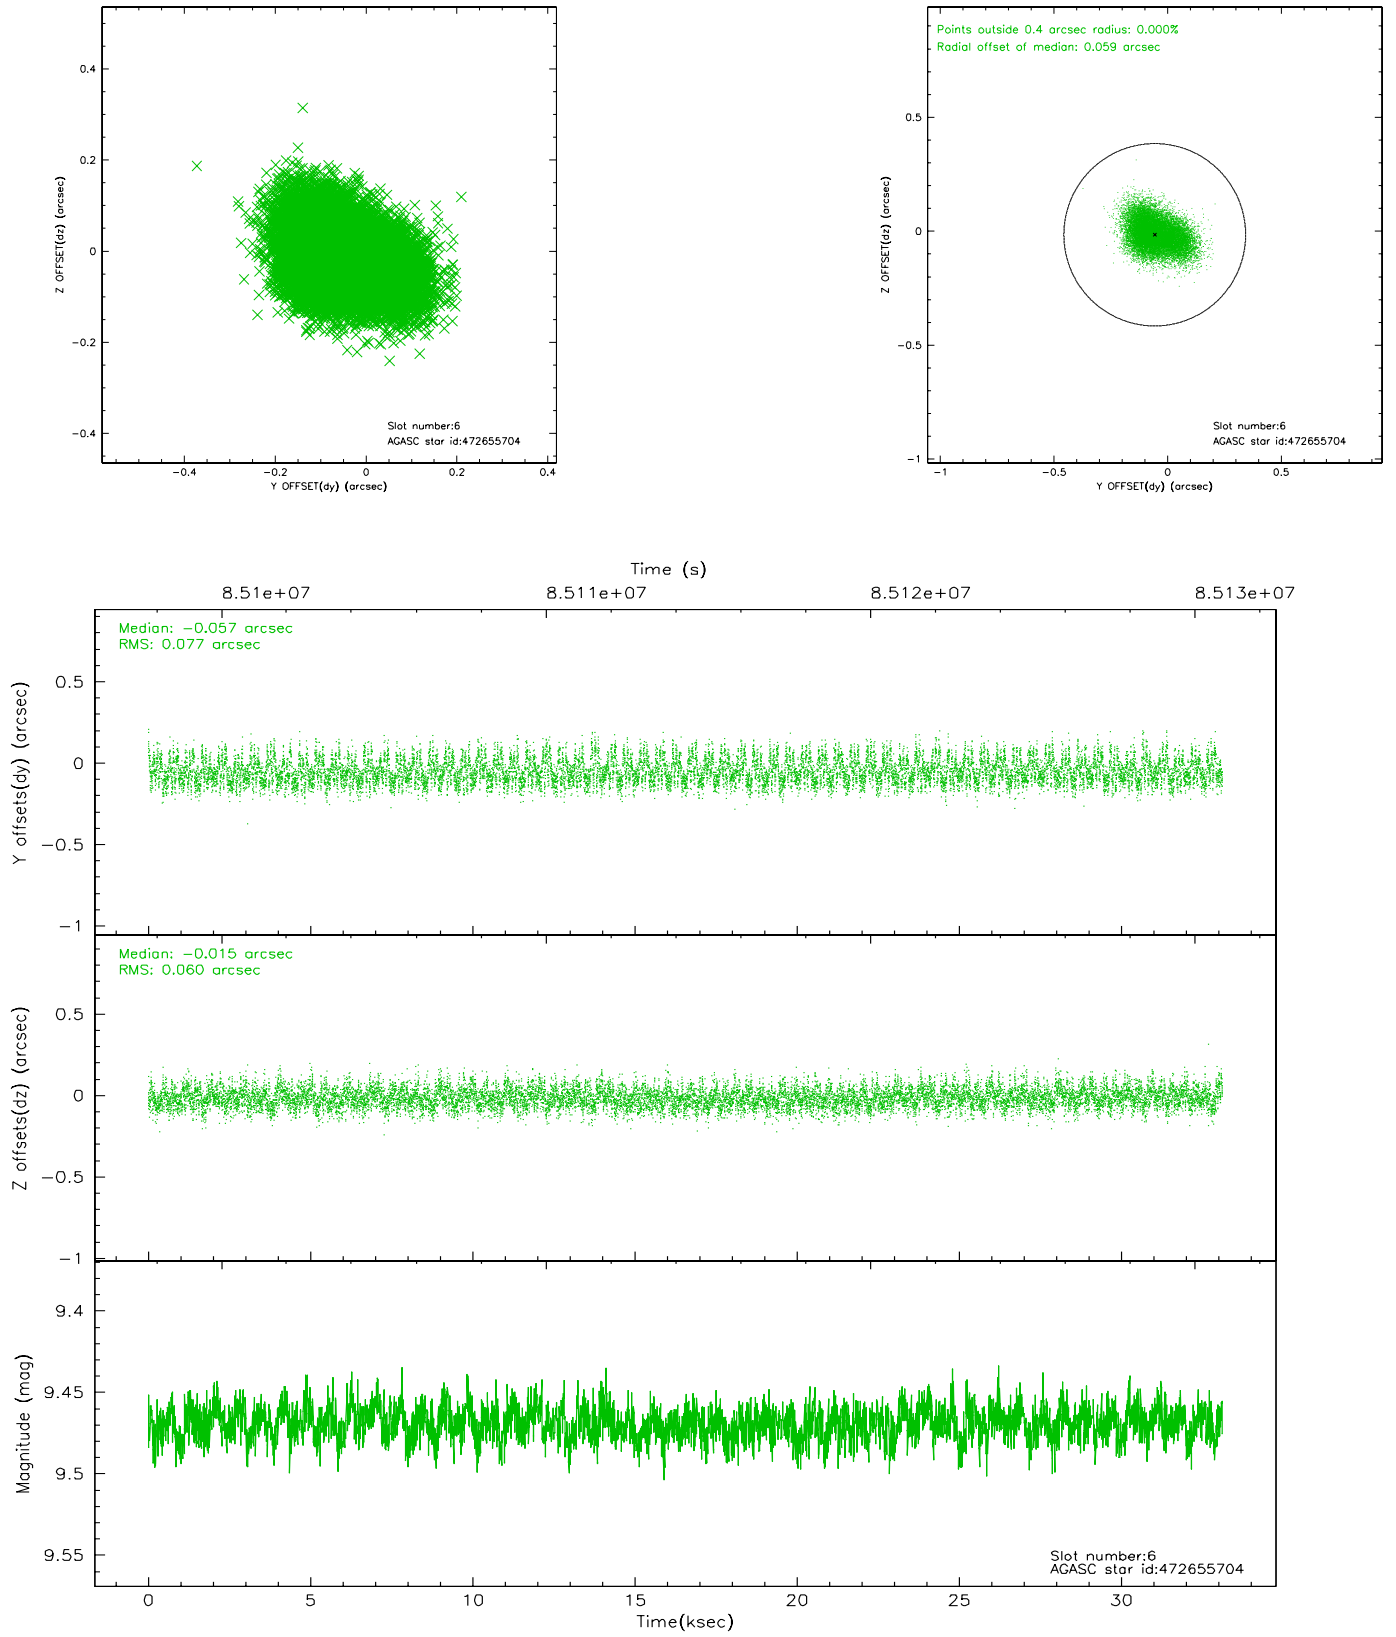 0.4
0.2
0
−0.2
−0.4
Z OFFSET(dz) (arcsec)
Slot number:6
AGASC star id:472655704
−0.4 −0.2 0 0.2 0.4
Y OFFSET(dy) (arcsec)
Points outside 0.4 arcsec radius: 0.000%
Radial offset of median: 0.059 arcsec
0.5
0
−0.5
−1
Z OFFSET(dz) (arcsec)
Slot number:6
AGASC star id:472655704
−1 −0.5 0 0.5
Y OFFSET(dy) (arcsec)
Time (s)
8.51e+07 8.511e+07 8.512e+07 8.513e+07
Median: −0.057 arcsec
RMS: 0.077 arcsec
0.5
0
−0.5
−1
Y offsets(dy) (arcsec)
Median: −0.015 arcsec
RMS: 0.060 arcsec
0.5
0
−0.5
−1
Z offsets(dz) (arcsec)
9.4
9.45
9.5
9.55
Magnitude (mag)
Slot number:6
AGASC star id:472655704
0 5 10 15 20 25 30
Time(ksec)